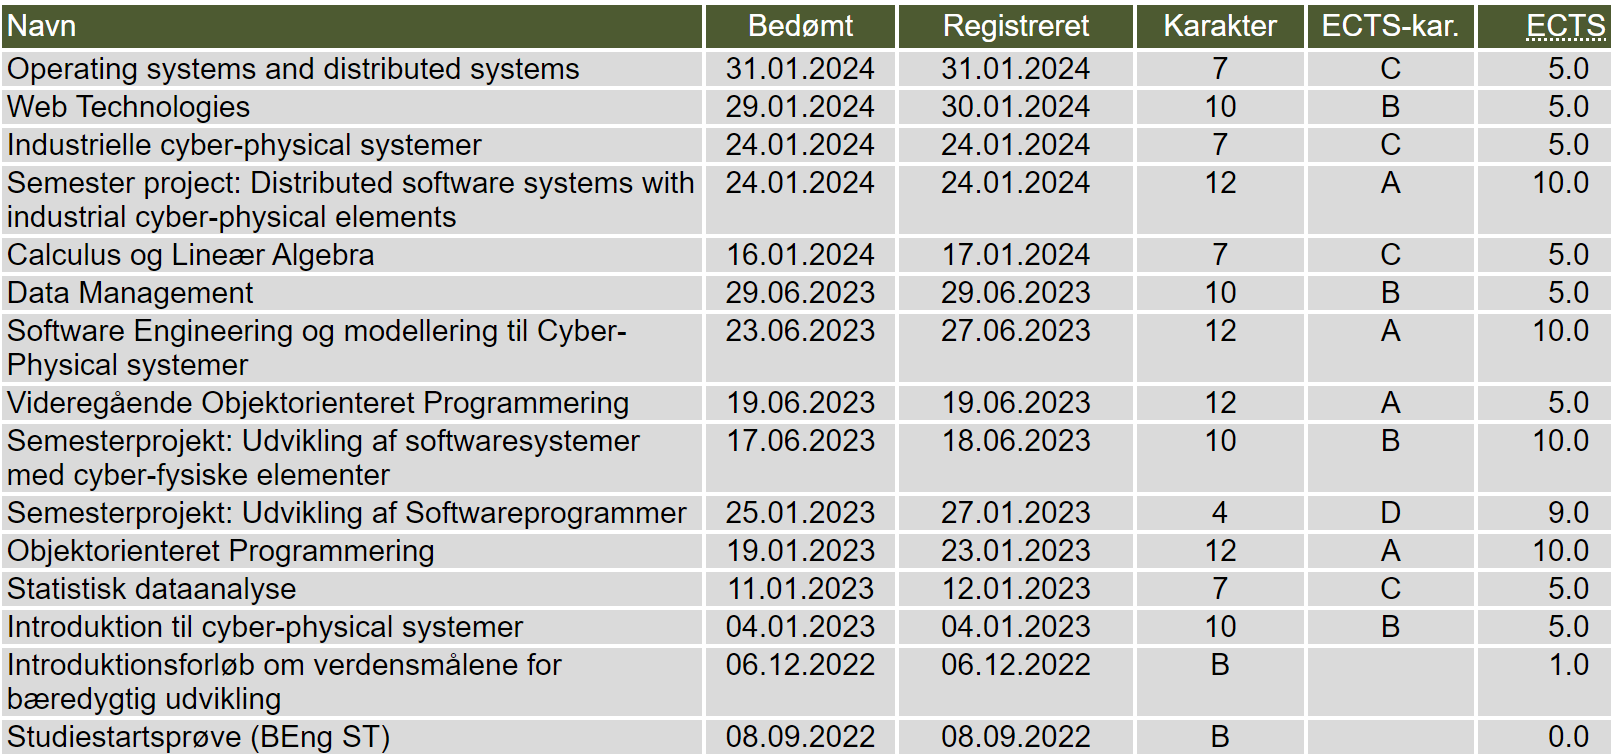 Navn Bedømt Registreret Karakter ECTS-kar. ECTS
Operating systems and distributed systems 31.01.2024 31.01.2024 7 C 5.0
Web Technologies 29.01.2024 30.01.2024 10 B 5.0
Industrielle cyber-physical systemer 24.01.2024 24.01.2024 7 C 5.0
Semester project: Distributed software systems with 24.01.2024 24.01.2024 12 A 10.0
industrial cyber-physical elements
Calculus og Lineær Algebra 16.01.2024 17.01.2024 7 C 5.0
Data Management 29.06.2023 29.06.2023 10 B 5.0
Software Engineering og modellering til Cyber- 23.06.2023 27.06.2023 12 A 10.0
Physical systemer
Videregående Objektorienteret Programmering 19.06.2023 19.06.2023 12 A 5.0
Semesterprojekt: Udvikling af softwaresystemer 17.06.2023 18.06.2023 10 B 10.0
med cyber-fysiske elementer
Semesterprojekt: Udvikling af Softwareprogrammer 25.01.2023 27.01.2023 4 D 9.0
Objektorienteret Programmering 19.01.2023 23.01.2023 12 A 10.0
Statistisk dataanalyse 11.01.2023 12.01.2023 7 C 5.0
Introduktion til cyber-physical systemer 04.01.2023 04.01.2023 10 B 5.0
Introduktionsforløb om verdensmålene for 06.12.2022 06.12.2022 B 1.0
bæredygtig udvikling
Studiestartsprøve (BEng ST) 08.09.2022 08.09.2022 B 0.0